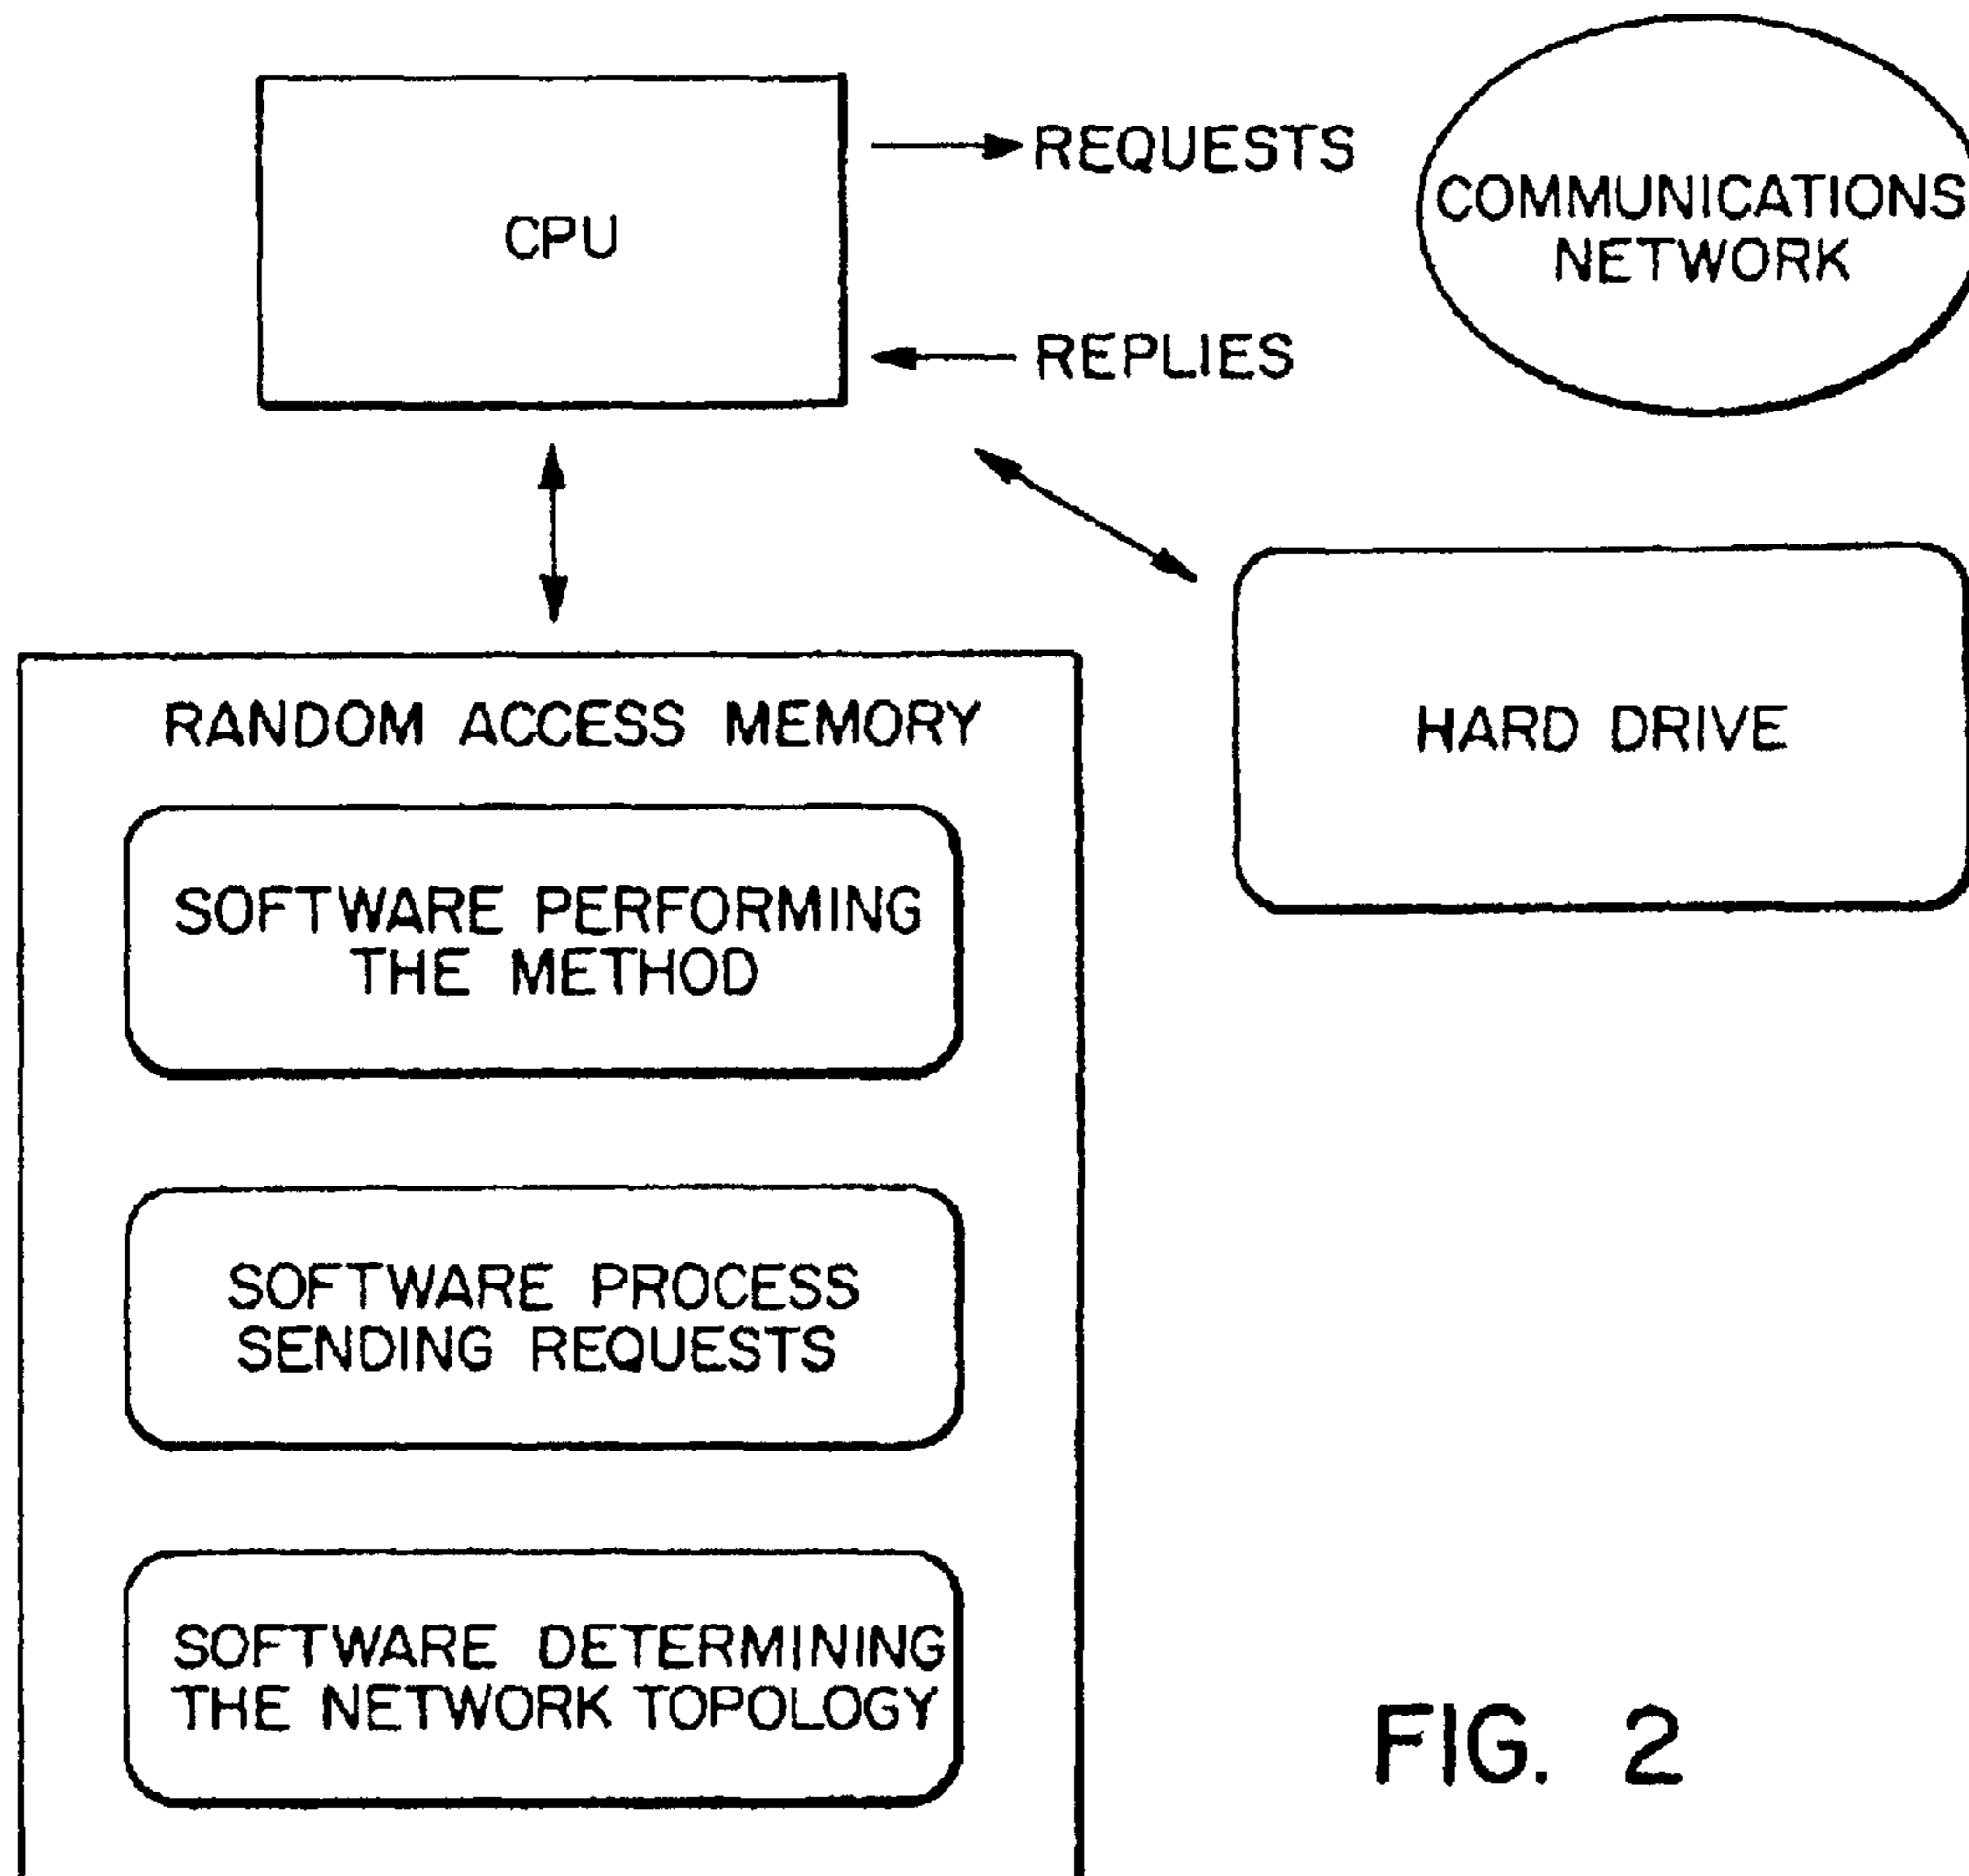 CPU
REQUESTS
REPLIES
COMMUNICATIONS
NETWORK
RANDOM ACCESS MEMORY
HARD DRIVE
SOFTWARE PERFORMING
THE METHOD
SOFTWARE PROCESS
SENDING REQUESTS
SOFTWARE DETERMINING
THE NETWORK TOPOLOGY
FIG. 2